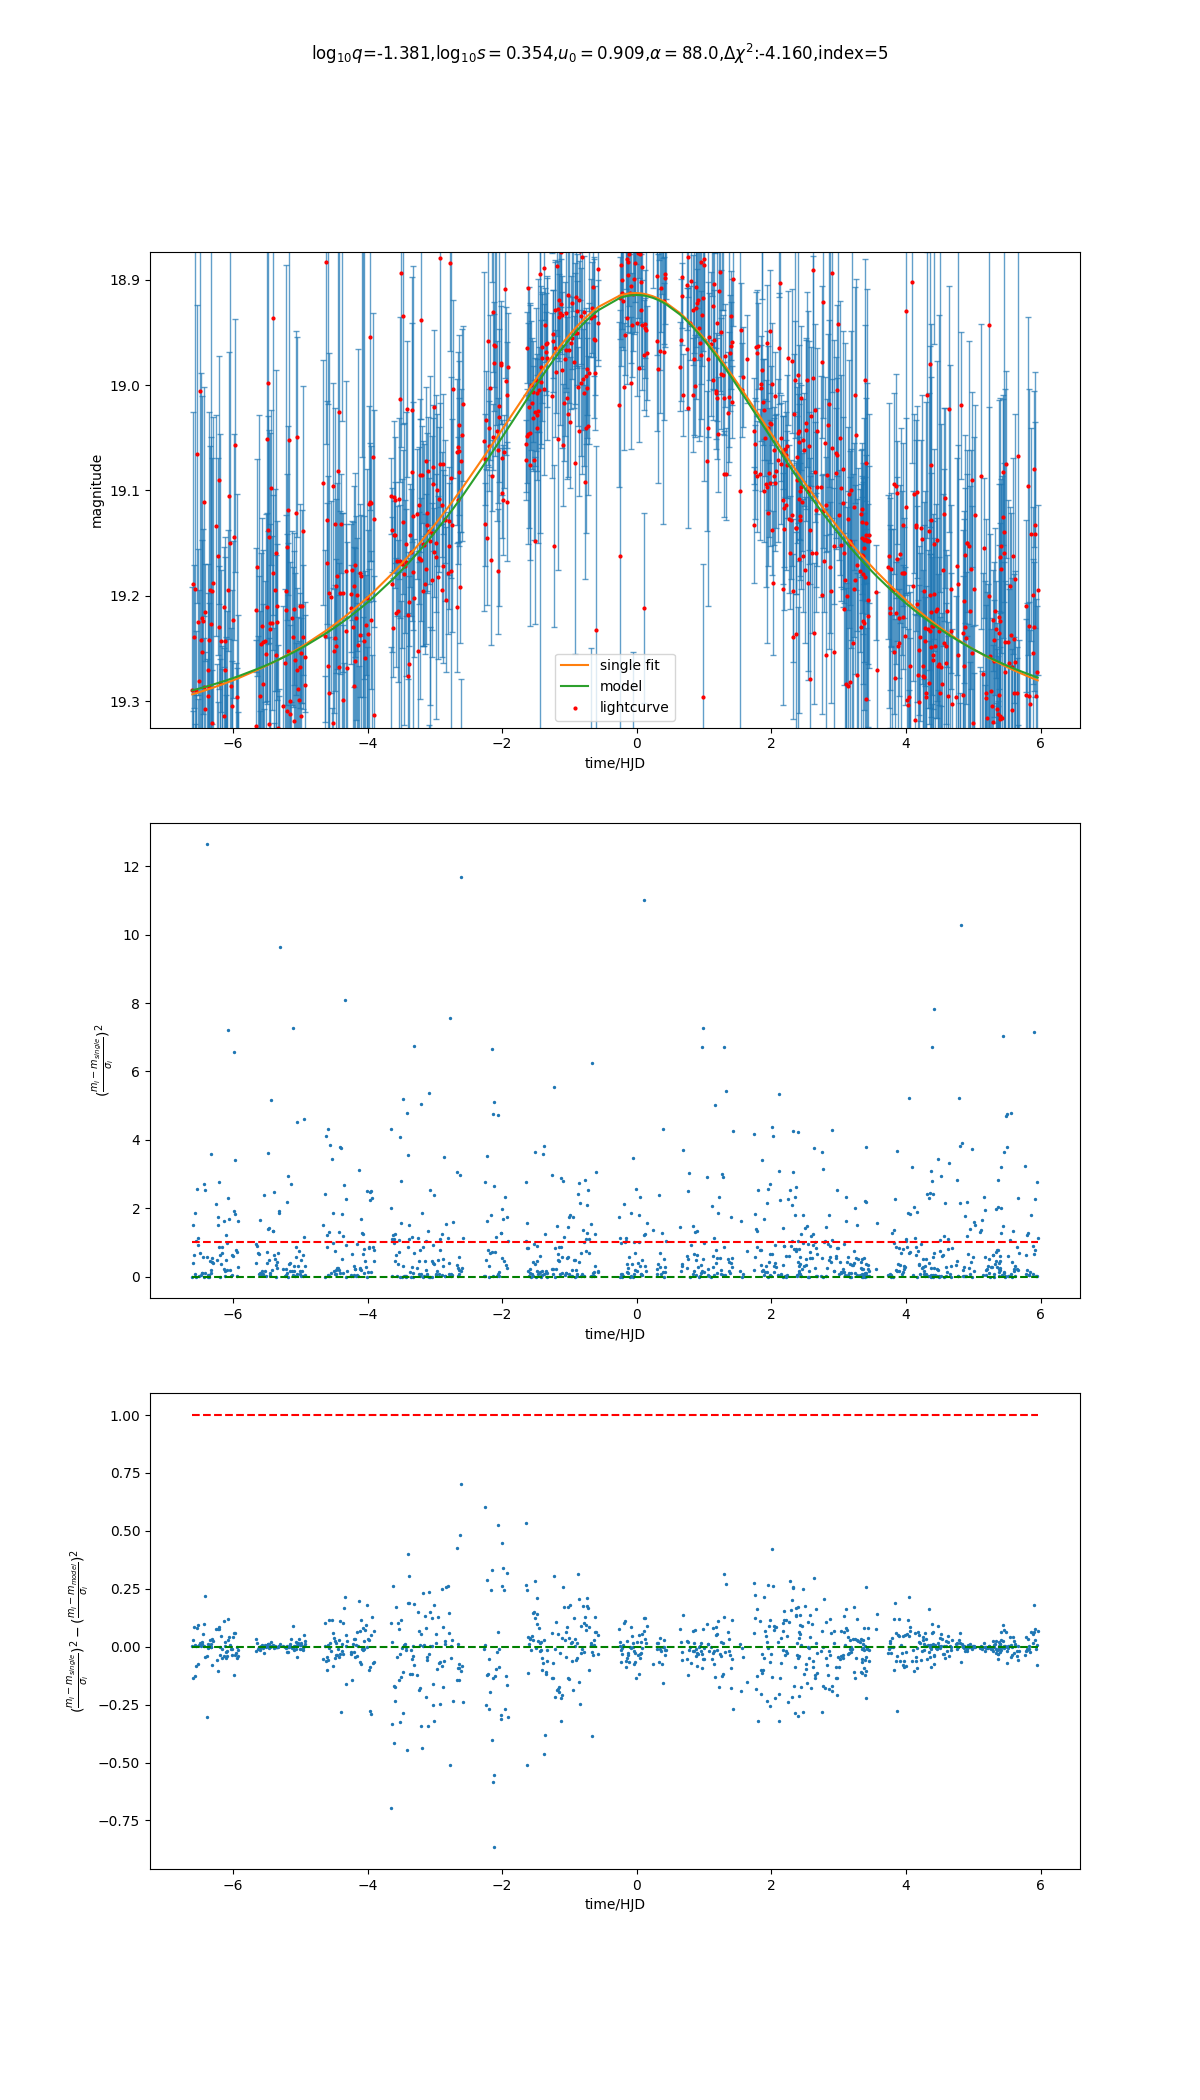 log₁₀q=-1.381,log₁₀s = 0.354,u₀ = 0.909,α = 88.0,Δχ²:-4.160,index=5
18.9
19.0
19.1
19.2
19.3
magnitude
single fit
model
lightcurve
−6 −4 −2 0 2 4 6
time/HJD
12
10
8
6
4
2
0
((mᵢ − m_single)/σᵢ)²
−6 −4 −2 0 2 4 6
time/HJD
1.00
0.75
0.50
0.25
0.00
−0.25
−0.50
−0.75
((mᵢ − m_single)/σᵢ)² − ((mᵢ − m_model)/σᵢ)²
−6 −4 −2 0 2 4 6
time/HJD